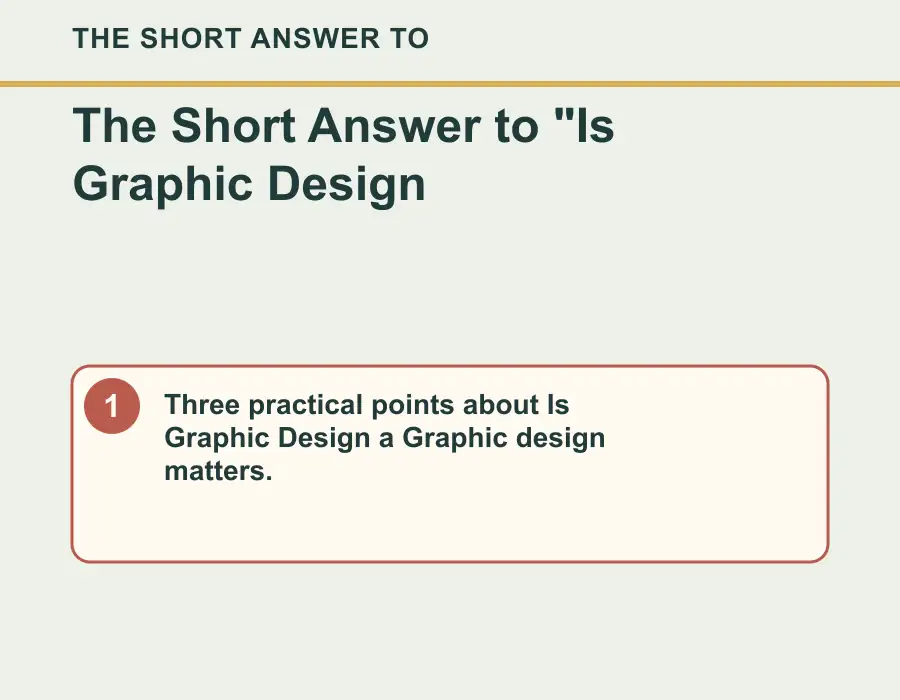 THE SHORT ANSWER TO
The Short Answer to "Is
Graphic Design
1
Three practical points about Is
Graphic Design a Graphic design
matters.